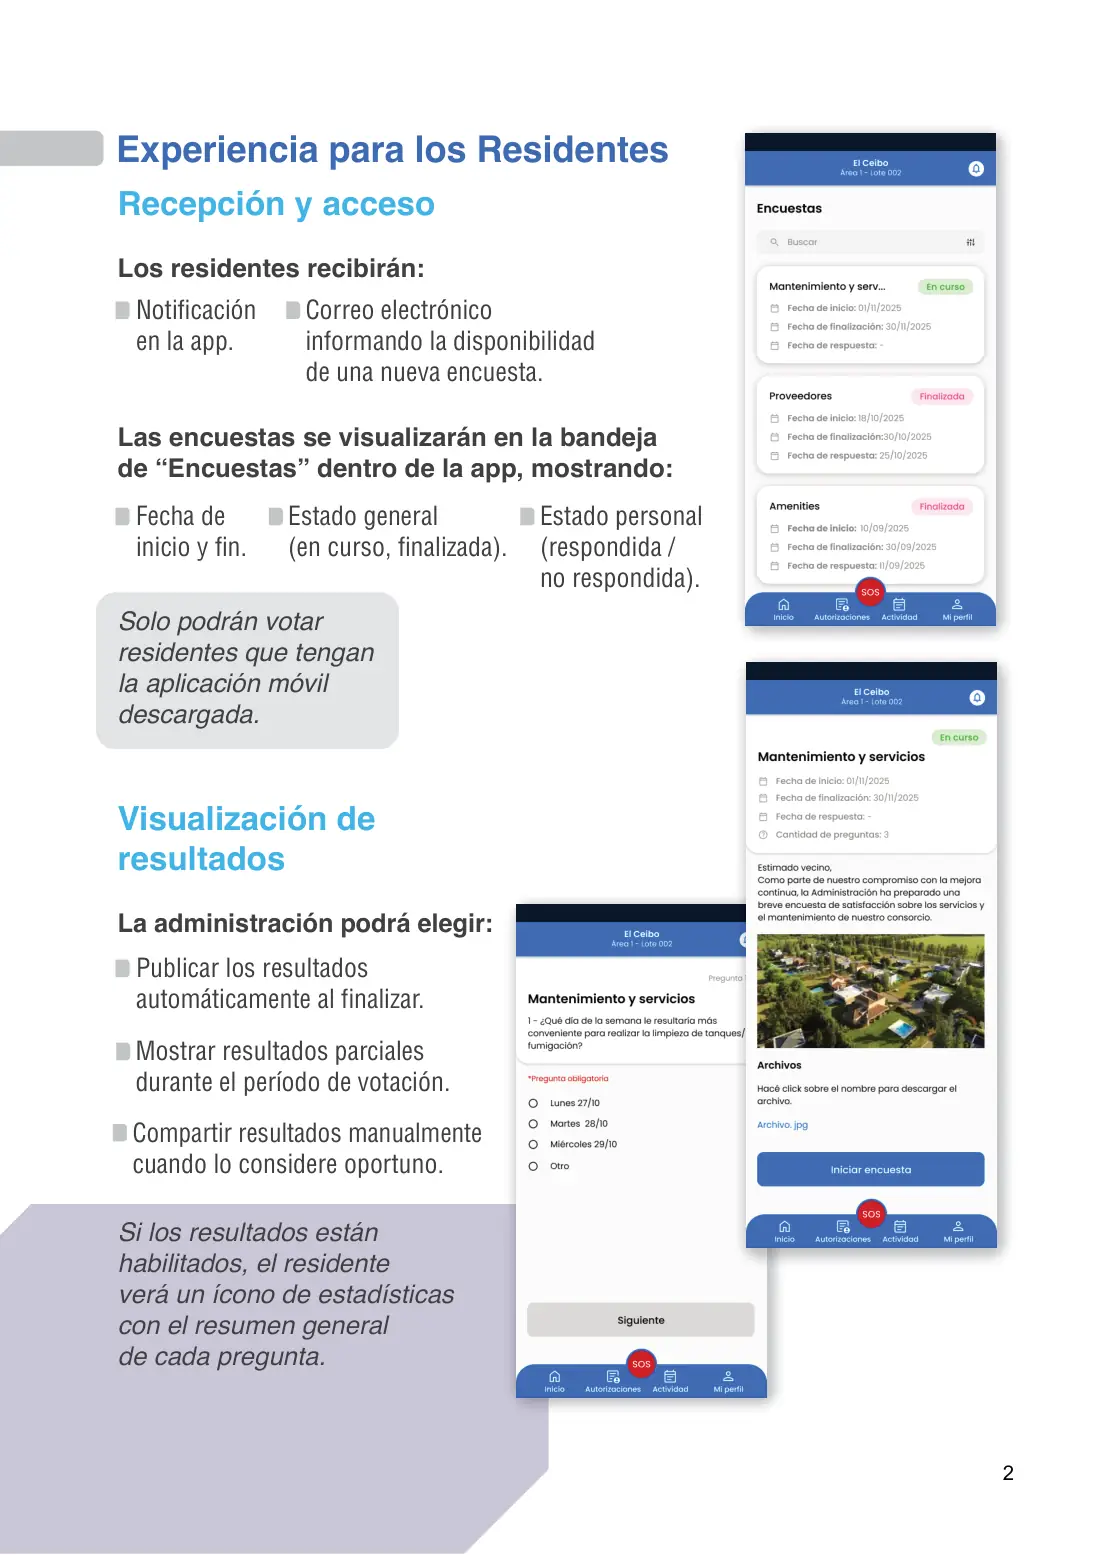 Experiencia para los Residentes
Recepción y acceso
Los residentes recibirán:
Notificación
en la app.
Correo electrónico
informando la disponibilidad
de una nueva encuesta.
Las encuestas se visualizarán en la bandeja
de “Encuestas” dentro de la app, mostrando:
Fecha de
inicio y fin.
Estado general
(en curso, finalizada).
Estado personal
(respondida /
no respondida).
Solo podrán votar
residentes que tengan
la aplicación móvil
descargada.
Visualización de
resultados
La administración podrá elegir:
Publicar los resultados
automáticamente al finalizar.
Mostrar resultados parciales
durante el período de votación.
Compartir resultados manualmente
cuando lo considere oportuno.
Si los resultados están
habilitados, el residente
verá un ícono de estadísticas
con el resumen general
de cada pregunta.
El Ceibo
Área 1 - Lote 002
Encuestas
Buscar
Mantenimiento y serv... En curso
Fecha de inicio: 01/11/2025
Fecha de finalización: 30/11/2025
Fecha de respuesta: -
Proveedores Finalizada
Fecha de inicio: 18/10/2025
Fecha de finalización:30/10/2025
Fecha de respuesta: 25/10/2025
Amenities Finalizada
Fecha de inicio: 10/09/2025
Fecha de finalización: 30/09/2025
Fecha de respuesta: 11/09/2025
SOS
Inicio Autorizaciones Actividad Mi perfil
El Ceibo
Área 1 - Lote 002
En curso
Mantenimiento y servicios
Fecha de inicio: 01/11/2025
Fecha de finalización: 30/11/2025
Fecha de respuesta: -
Cantidad de preguntas: 3
Estimado vecino,
Como parte de nuestro compromiso con la mejora
continua, la Administración ha preparado una
breve encuesta de satisfacción sobre los servicios y
el mantenimiento de nuestro consorcio.
Archivos
Hacé click sobre el nombre para descargar el
archivo.
Archivo. jpg
Iniciar encuesta
SOS
Inicio Autorizaciones Actividad Mi perfil
El Ceibo
Área 1 - Lote 002
Pregunta 1
Mantenimiento y servicios
1 - ¿Qué día de la semana le resultaría más
conveniente para realizar la limpieza de tanques/
fumigación?
*Pregunta obligatoria
Lunes 27/10
Martes 28/10
Miércoles 29/10
Otro
Siguiente
SOS
Inicio Autorizaciones Actividad Mi perfil
2